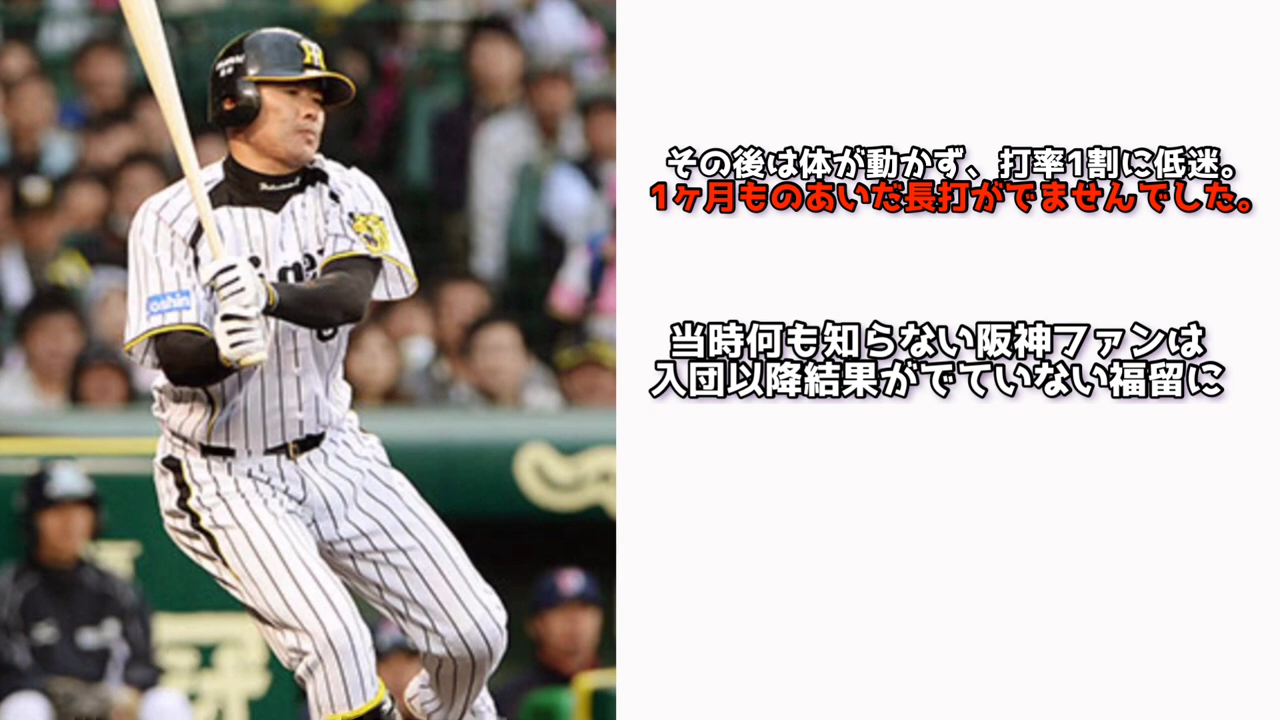 その後は体が動かず、打率1割に低迷。
1ヶ月ものあいだ長打がでませんでした。
当時何も知らない阪神ファンは
入団以降結果がでていない福留に
oshin